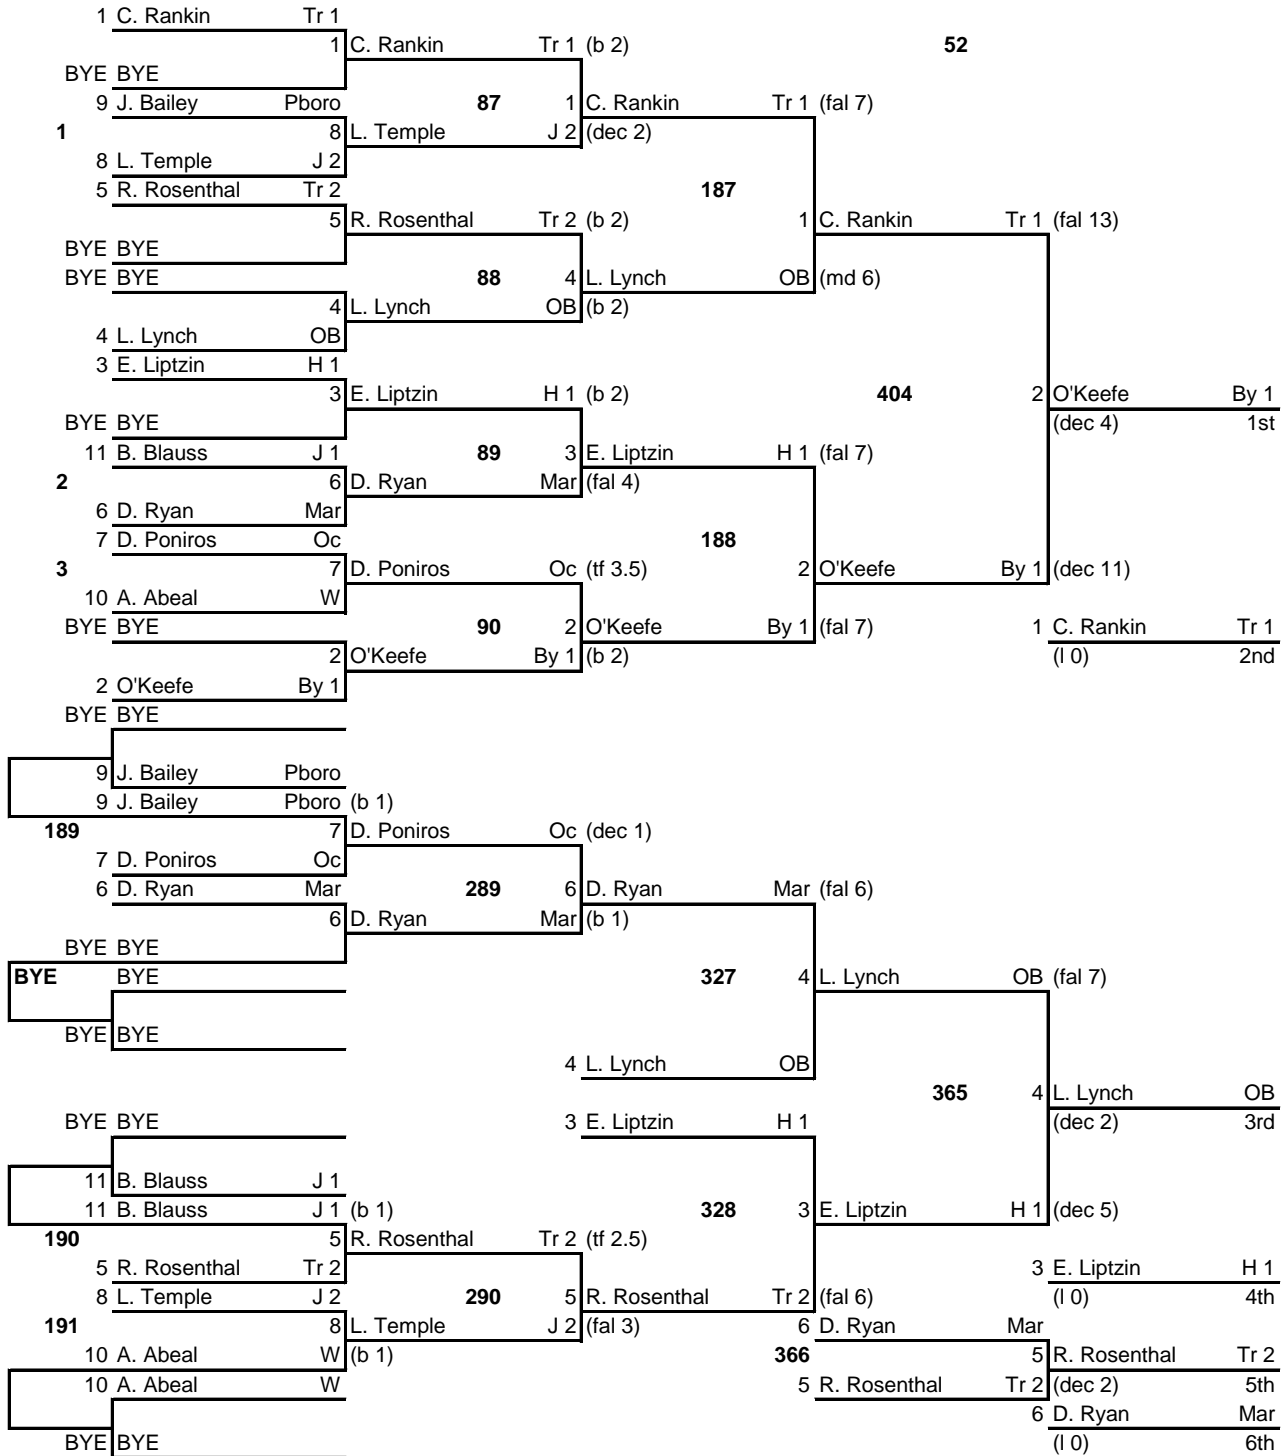 1 C. Rankin Tr 1
1 C. Rankin Tr 1 (b 2) 52
BYE BYE
9 J. Bailey Pboro 87 1 C. Rankin Tr 1 (fal 7)
1 8 L. Temple J 2 (dec 2)
8 L. Temple J 2
5 R. Rosenthal Tr 2 187
5 R. Rosenthal Tr 2 (b 2) 1 C. Rankin Tr 1 (fal 13)
BYE BYE
BYE BYE 88 4 L. Lynch OB (md 6)
4 L. Lynch OB (b 2)
4 L. Lynch OB
3 E. Liptzin H 1
3 E. Liptzin H 1 (b 2) 404 2 O'Keefe By 1
BYE BYE (dec 4) 1st
11 B. Blauss J 1 89 3 E. Liptzin H 1 (fal 7)
2 6 D. Ryan Mar (fal 4)
6 D. Ryan Mar
7 D. Poniros Oc 188
3 7 D. Poniros Oc (tf 3.5) 2 O'Keefe By 1 (dec 11)
10 A. Abeal W
BYE BYE 90 2 O'Keefe By 1 (fal 7) 1 C. Rankin Tr 1
2 O'Keefe By 1 (b 2) (l 0) 2nd
2 O'Keefe By 1
BYE BYE
9 J. Bailey Pboro
9 J. Bailey Pboro (b 1)
189 7 D. Poniros Oc (dec 1)
7 D. Poniros Oc
6 D. Ryan Mar 289 6 D. Ryan Mar (fal 6)
6 D. Ryan Mar (b 1)
BYE BYE
BYE BYE 327 4 L. Lynch OB (fal 7)
BYE BYE
4 L. Lynch OB
365 4 L. Lynch OB
BYE BYE 3 E. Liptzin H 1 (dec 2) 3rd
11 B. Blauss J 1
11 B. Blauss J 1 (b 1) 328 3 E. Liptzin H 1 (dec 5)
190 5 R. Rosenthal Tr 2 (tf 2.5)
5 R. Rosenthal Tr 2 3 E. Liptzin H 1
8 L. Temple J 2 290 5 R. Rosenthal Tr 2 (fal 6) (l 0) 4th
191 8 L. Temple J 2 (fal 3) 6 D. Ryan Mar
10 A. Abeal W (b 1) 366 5 R. Rosenthal Tr 2
10 A. Abeal W 5 R. Rosenthal Tr 2 (dec 2) 5th
6 D. Ryan Mar
BYE BYE (l 0) 6th